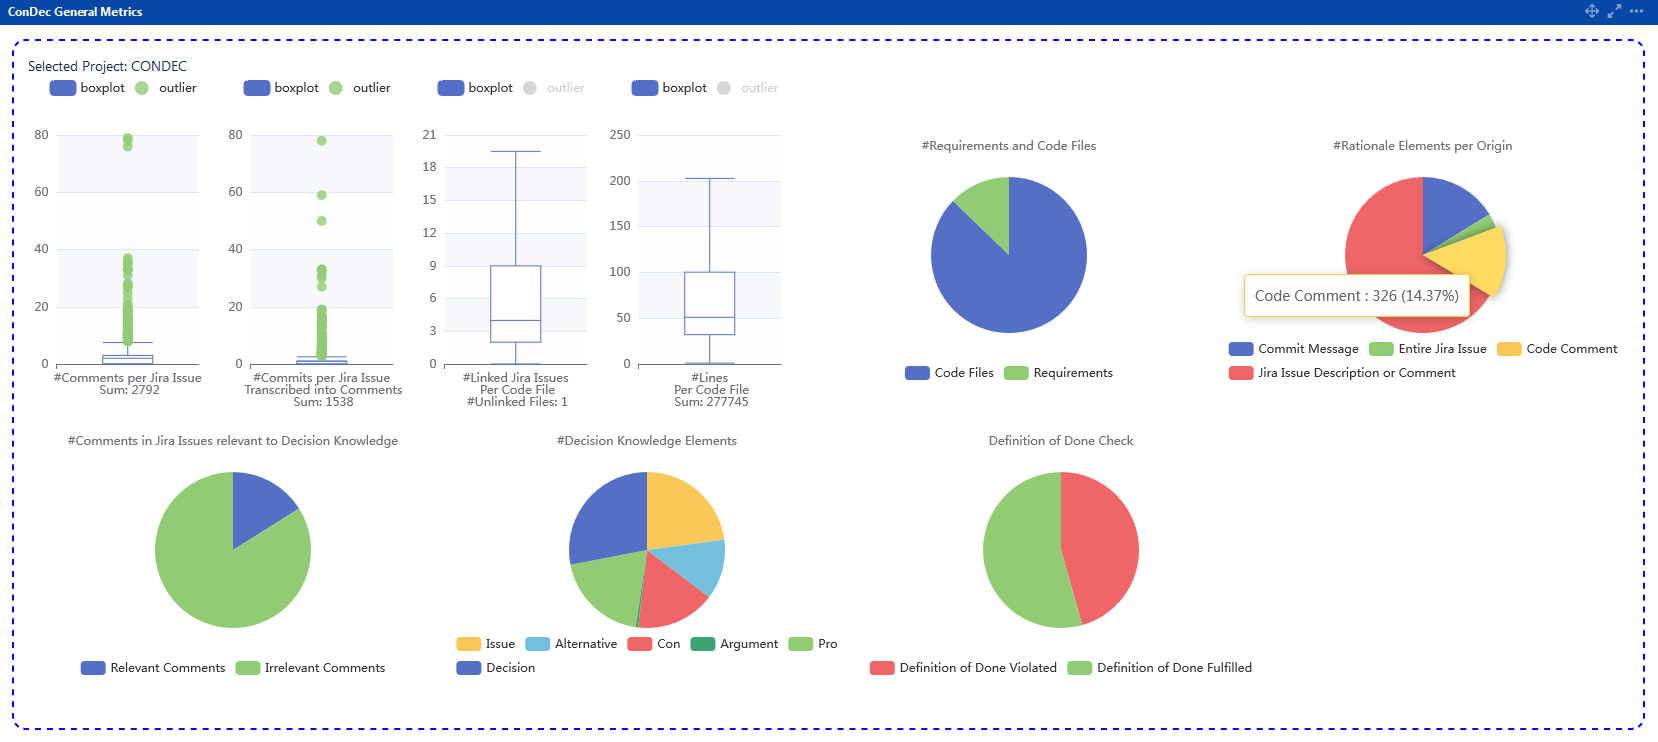 ConDec General Metrics
Selected Project: CONDEC
boxplot outlier
boxplot outlier
boxplot outlier
boxplot outlier
80
60
40
20
0
#Comments per Jira Issue
Sum: 2792
80
60
40
20
0
#Commits per Jira Issue
Transcribed into Comments
Sum: 1538
21
18
15
12
9
6
3
0
#Linked Jira Issues
Per Code File
#Unlinked Files: 1
250
200
150
100
50
0
#Lines
Per Code File
Sum: 277745
#Requirements and Code Files
Code Files Requirements
#Rationale Elements per Origin
Code Comment : 326 (14.37%)
Commit Message Entire Jira Issue Code Comment
Jira Issue Description or Comment
#Comments in Jira Issues relevant to Decision Knowledge
Relevant Comments Irrelevant Comments
#Decision Knowledge Elements
Issue Alternative Con Argument Pro
Decision
Definition of Done Check
Definition of Done Violated Definition of Done Fulfilled